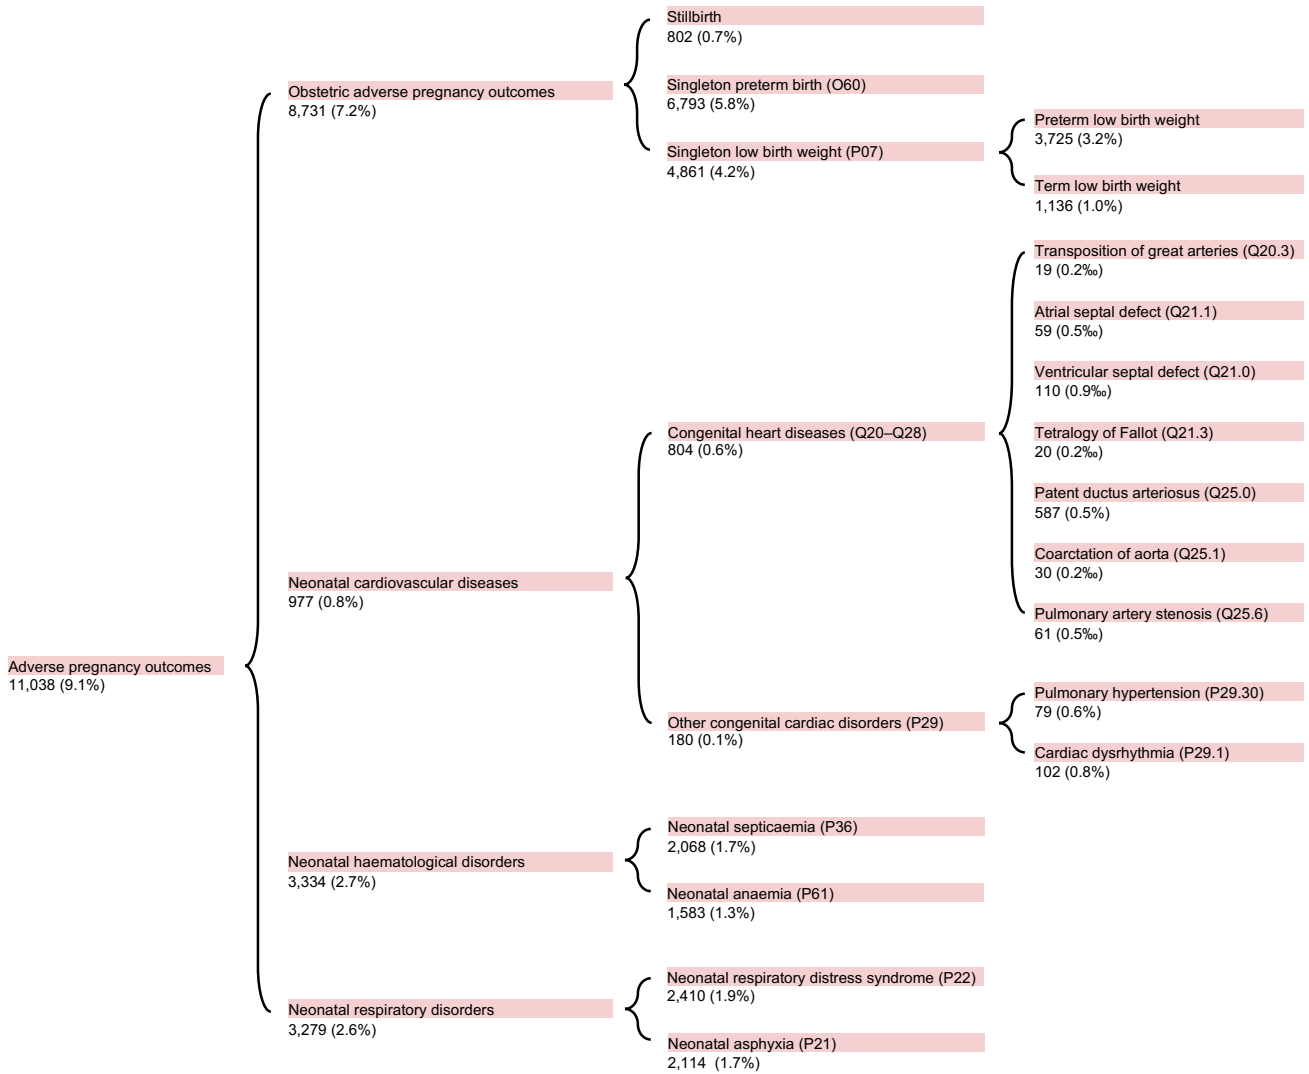 Adverse pregnancy outcomes
11,038 (9.1%)
Obstetric adverse pregnancy outcomes
8,731 (7.2%)
Stillbirth
802 (0.7%)
Singleton preterm birth (O60)
6,793 (5.8%)
Singleton low birth weight (P07)
4,861 (4.2%)
Preterm low birth weight
3,725 (3.2%)
Term low birth weight
1,136 (1.0%)
Neonatal cardiovascular diseases
977 (0.8%)
Congenital heart diseases (Q20–Q28)
804 (0.6%)
Transposition of great arteries (Q20.3)
19 (0.2‰)
Atrial septal defect (Q21.1)
59 (0.5‰)
Ventricular septal defect (Q21.0)
110 (0.9‰)
Tetralogy of Fallot (Q21.3)
20 (0.2‰)
Patent ductus arteriosus (Q25.0)
587 (0.5%)
Coarctation of aorta (Q25.1)
30 (0.2‰)
Pulmonary artery stenosis (Q25.6)
61 (0.5‰)
Other congenital cardiac disorders (P29)
180 (0.1%)
Pulmonary hypertension (P29.30)
79 (0.6%)
Cardiac dysrhythmia (P29.1)
102 (0.8%)
Neonatal haematological disorders
3,334 (2.7%)
Neonatal septicaemia (P36)
2,068 (1.7%)
Neonatal anaemia (P61)
1,583 (1.3%)
Neonatal respiratory disorders
3,279 (2.6%)
Neonatal respiratory distress syndrome (P22)
2,410 (1.9%)
Neonatal asphyxia (P21)
2,114 (1.7%)